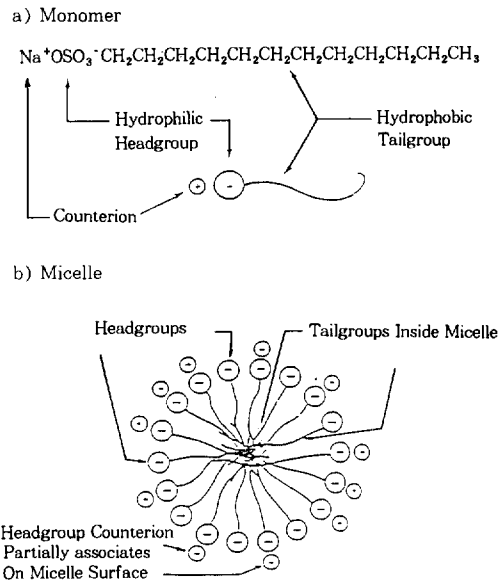 a) Monomer
Na⁺OSO₃⁻CH₂CH₂CH₂CH₂CH₂CH₂CH₂CH₂CH₂CH₂CH₂CH₃
Hydrophilic
Headgroup
Hydrophobic
Tailgroup
+ -
Counterion
b) Micelle
Headgroups
Tailgroups Inside Micelle
Headgroup Counterion
Partially associates
On Micelle Surface